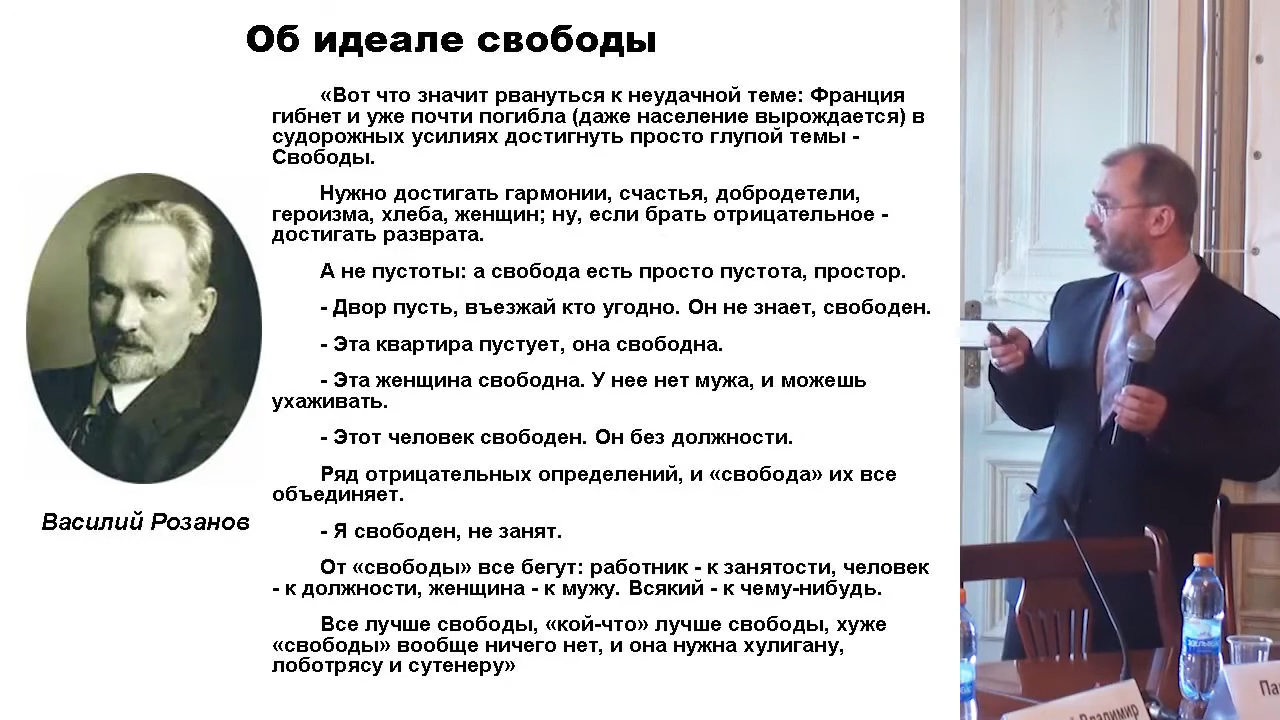 Об идеале свободы
«Вот что значит рвануться к неудачной теме: Франция
гибнет и уже почти погибла (даже население вырождается) в
судорожных усилиях достигнуть просто глупой темы -
Свободы.
Нужно достигать гармонии, счастья, добродетели,
героизма, хлеба, женщин; ну, если брать отрицательное -
достигать разврата.
А не пустоты: а свобода есть просто пустота, простор.
- Двор пусть, въезжай кто угодно. Он не знает, свободен.
- Эта квартира пустует, она свободна.
- Эта женщина свободна. У нее нет мужа, и можешь
ухаживать.
- Этот человек свободен. Он без должности.
Ряд отрицательных определений, и «свобода» их все
объединяет.
- Я свободен, не занят.
От «свободы» все бегут: работник - к занятости, человек
- к должности, женщина - к мужу. Всякий - к чему-нибудь.
Все лучше свободы, «кой-что» лучше свободы, хуже
«свободы» вообще ничего нет, и она нужна хулигану,
лоботрясу и сутенеру»
Василий Розанов
Владимир